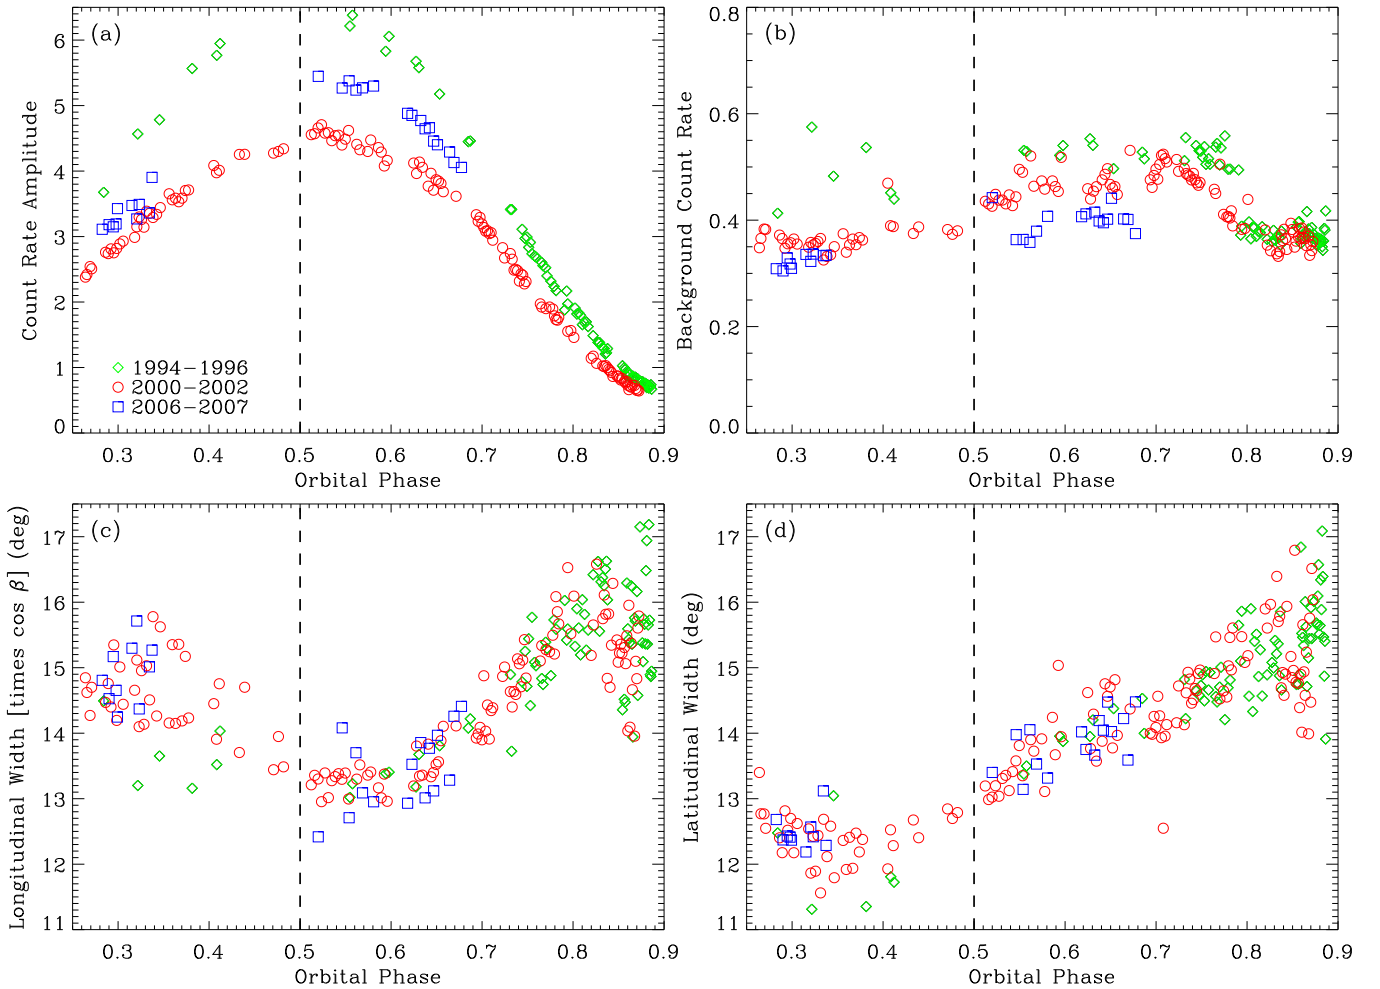 (a)
Count Rate Amplitude
6
5
4
3
2
1
0
1994−1996
2000−2002
2006−2007
0.3 0.4 0.5 0.6 0.7 0.8 0.9
Orbital Phase
(b)
Background Count Rate
0.8
0.6
0.4
0.2
0.0
0.3 0.4 0.5 0.6 0.7 0.8 0.9
Orbital Phase
(c)
Longitudinal Width [times cos β] (deg)
17
16
15
14
13
12
11
0.3 0.4 0.5 0.6 0.7 0.8 0.9
Orbital Phase
(d)
Latitudinal Width (deg)
17
16
15
14
13
12
11
0.3 0.4 0.5 0.6 0.7 0.8 0.9
Orbital Phase